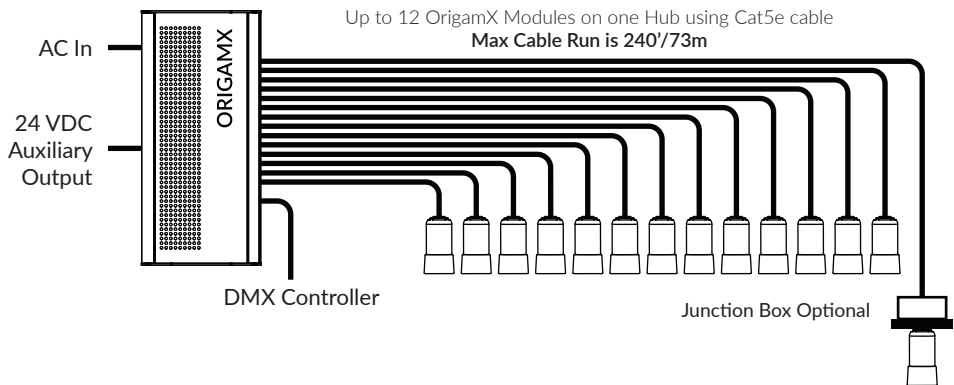 Up to 12 OrigamX Modules on one Hub using Cat5e cable
Max Cable Run is 240'/73m
AC In
ORIGAMX
24 VDC
Auxiliary
Output
DMX Controller
Junction Box Optional